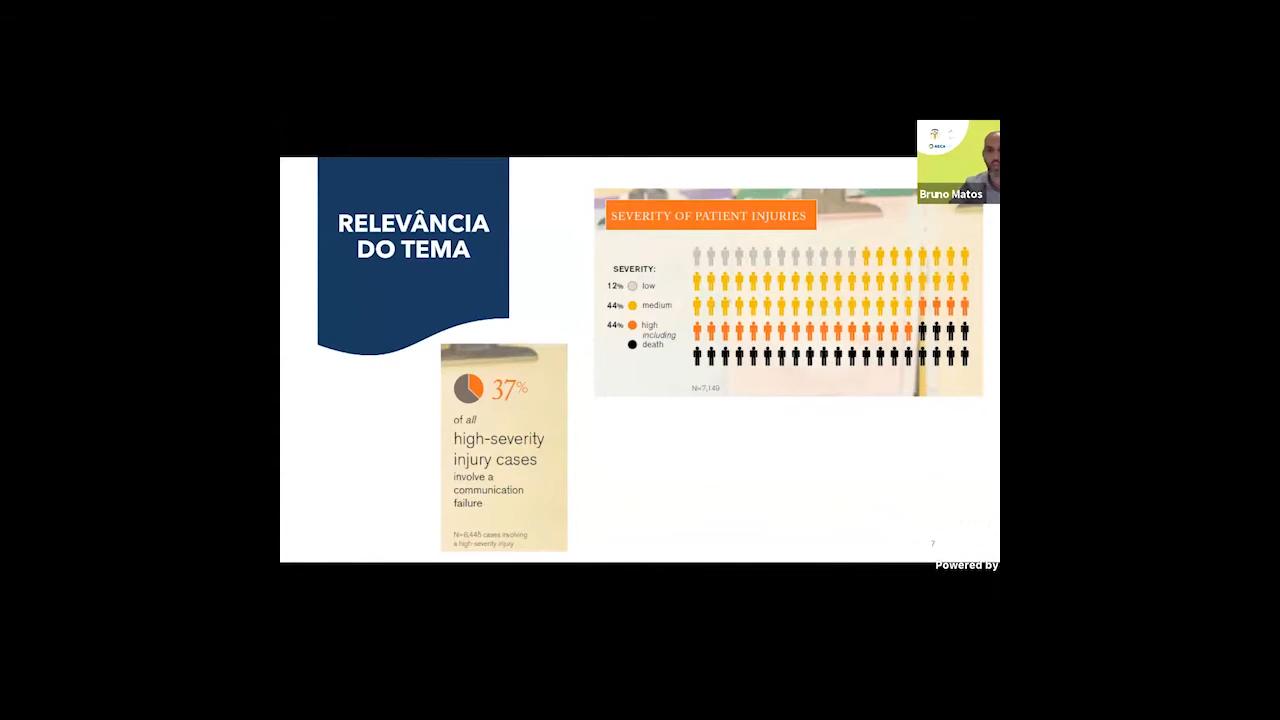 RELEVÂNCIA
DO TEMA
SEVERITY OF PATIENT INJURIES
SEVERITY:
12% low
44% medium
44% high
including
death
N=7,149
37%
of all
high-severity
injury cases
involve a
communication
failure
N=6,445 cases involving
a high-severity injury
AECA
Bruno Matos
7
Powered by